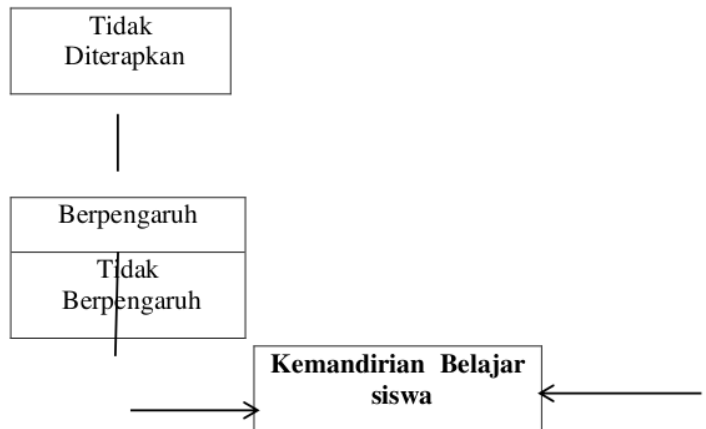 Tidak
Diterapkan
Berpengaruh
Tidak
Berpengaruh
Kemandirian Belajar
siswa